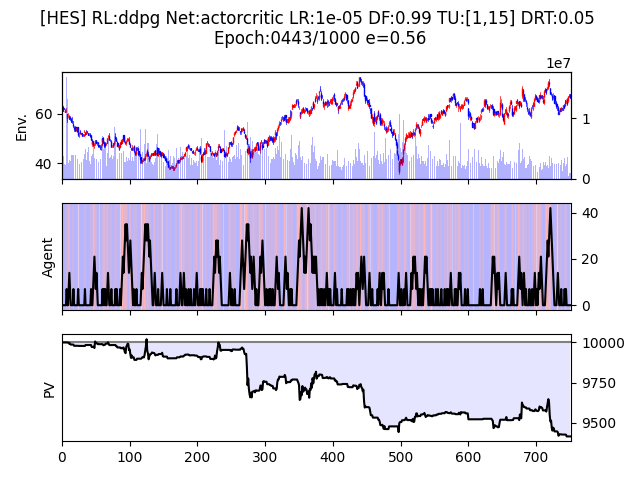 [HES] RL:ddpg Net:actorcritic LR:1e-05 DF:0.99 TU:[1,15] DRT:0.05
Epoch:0443/1000 e=0.56
1e7
Env.
60
40
1
0
Agent
40
20
0
PV
10000
9750
9500
0 100 200 300 400 500 600 700